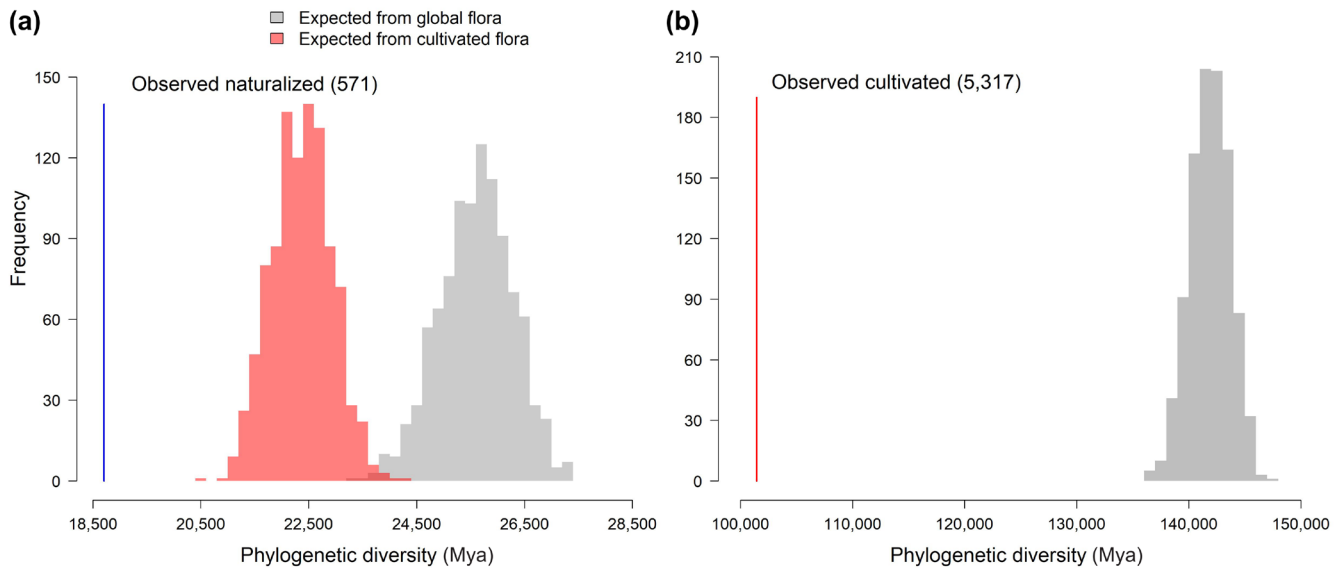 (a)
Expected from global flora
Expected from cultivated flora
Observed naturalized (571)
150
120
90
60
30
0
Frequency
18,500 20,500 22,500 24,500 26,500 28,500
Phylogenetic diversity (Mya)
(b)
Observed cultivated (5,317)
210
180
150
120
90
60
30
0
100,000 110,000 120,000 130,000 140,000 150,000
Phylogenetic diversity (Mya)